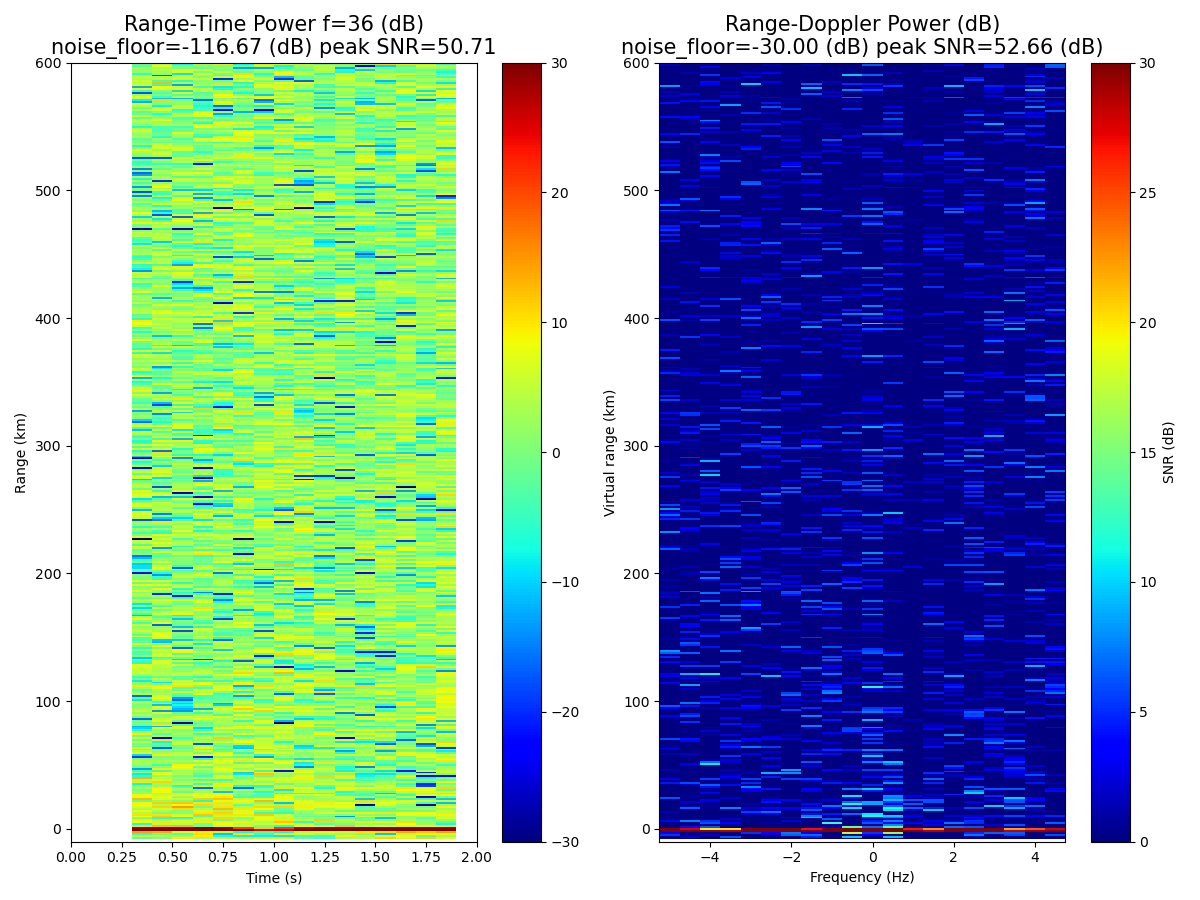 Range-Time Power f=36 (dB)
noise_floor=-116.67 (dB) peak SNR=50.71
Range-Doppler Power (dB)
noise_floor=-30.00 (dB) peak SNR=52.66 (dB)
600
500
400
300
200
100
0
Range (km)
0.00 0.25 0.50 0.75 1.00 1.25 1.50 1.75 2.00
Time (s)
30
20
10
0
−10
−20
−30
600
500
400
300
200
100
0
Virtual range (km)
−4 −2 0 2 4
Frequency (Hz)
30
25
20
15
10
5
0
SNR (dB)